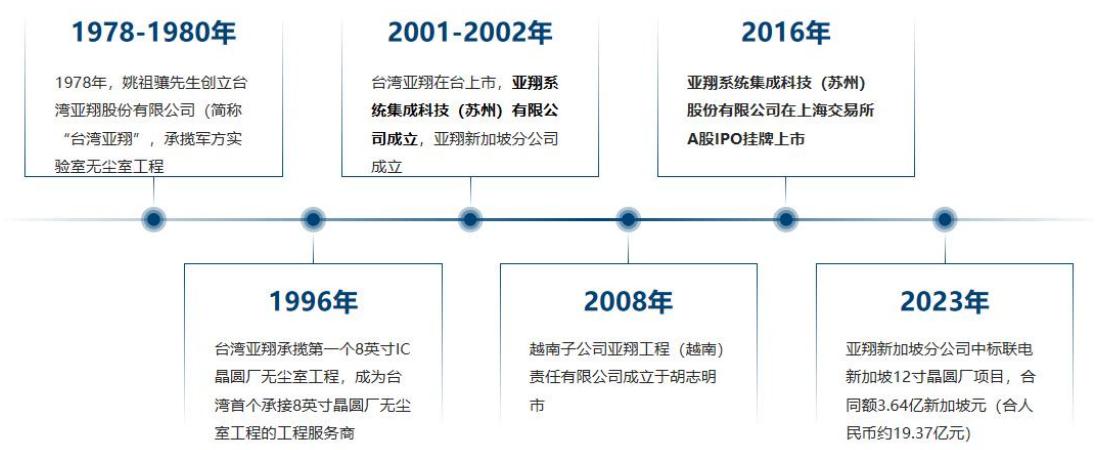 1978-1980年
1978年，姚祖骧先生创立台
湾亚翔股份有限公司（简称
“台湾亚翔”，承揽军方实
验室无尘室工程
2001-2002年
台湾亚翔在台上市，亚翔系
统集成科技（苏州）有限公
司成立，亚翔新加坡分公司
成立
2016年
亚翔系统集成科技（苏州）
股份有限公司在上海交易所
A股IPO挂牌上市
1996年
台湾亚翔承揽第一个8英寸IC
晶圆厂无尘室工程，成为台
湾首个承接8英寸晶圆厂无尘
室工程的工程服务商
2008年
越南子公司亚翔工程（越南）
责任有限公司成立于胡志明
市
2023年
亚翔新加坡分公司中标联电
新加坡12寸晶圆厂项目，合
同额3.64亿新加坡元（合人
民币约19.37亿元）